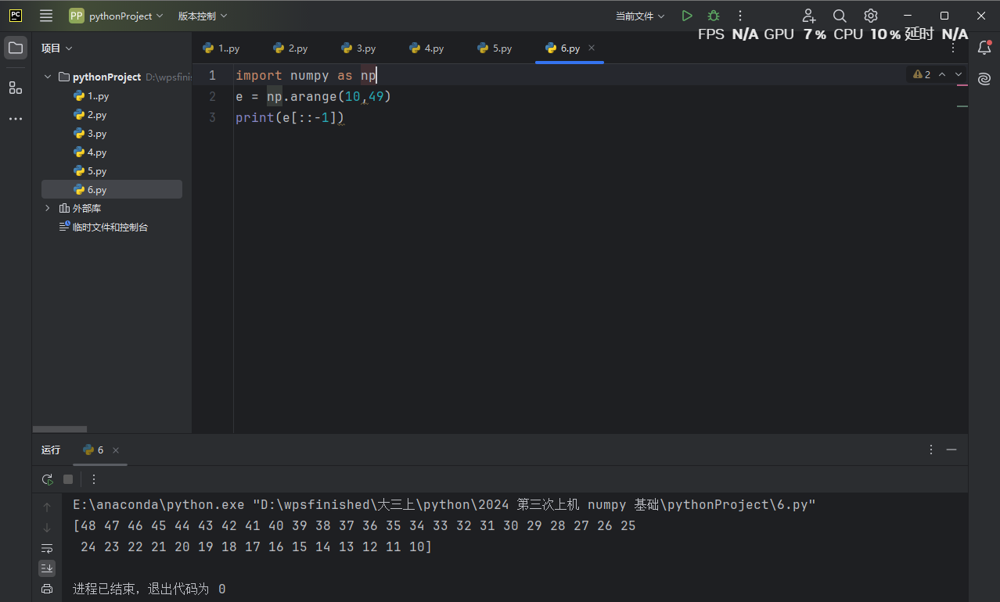 PC PP pythonProject 版本控制 当前文件
FPS N/A GPU 7% CPU 10% 延时 N/A
项目 1..py 2.py 3.py 4.py 5.py 6.py
pythonProject D:\wpsfini
1..py
2.py
3.py
4.py
5.py
6.py
外部库
临时文件和控制台
1 import numpy as np
2 e = np.arange(10,49)
3 print(e[::-1])
2
运行 6
E:\anaconda\python.exe "D:\wpsfinished\大三上\python\2024 第三次上机 numpy 基础\pythonProject\6.py"
[48 47 46 45 44 43 42 41 40 39 38 37 36 35 34 33 32 31 30 29 28 27 26 25
24 23 22 21 20 19 18 17 16 15 14 13 12 11 10]
进程已结束，退出代码为 0